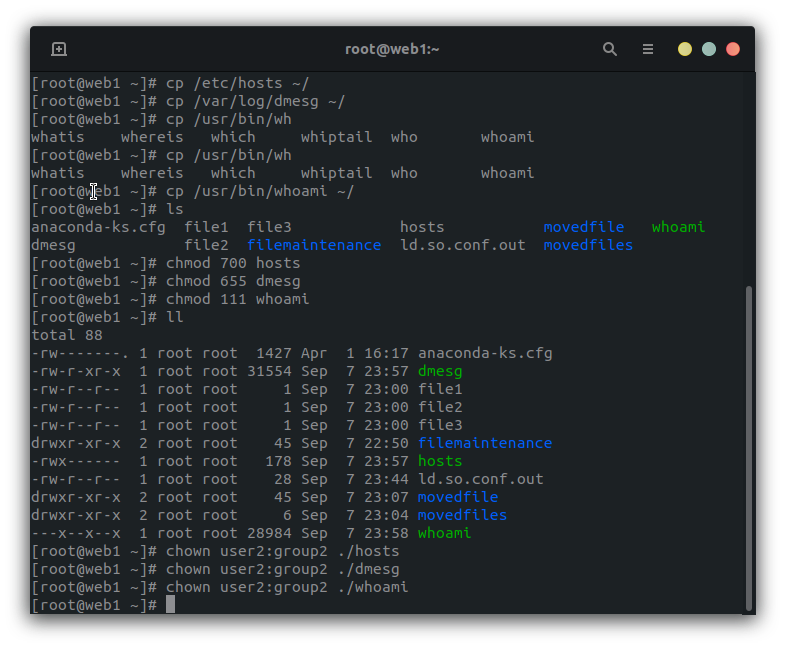 root@web1:~
[root@web1 ~]# cp /etc/hosts ~/
[root@web1 ~]# cp /var/log/dmesg ~/
[root@web1 ~]# cp /usr/bin/wh
whatis    whereis   which     whiptail  who       whoami
[root@web1 ~]# cp /usr/bin/wh
whatis    whereis   which     whiptail  who       whoami
[root@web1 ~]# cp /usr/bin/whoami ~/
[root@web1 ~]# ls
anaconda-ks.cfg  file1  file3            hosts           movedfile   whoami
dmesg            file2  filemaintenance  ld.so.conf.out  movedfiles
[root@web1 ~]# chmod 700 hosts
[root@web1 ~]# chmod 655 dmesg
[root@web1 ~]# chmod 111 whoami
[root@web1 ~]# ll
total 88
-rw-------. 1 root root  1427 Apr  1 16:17 anaconda-ks.cfg
-rw-r-xr-x  1 root root 31554 Sep  7 23:57 dmesg
-rw-r--r--  1 root root     1 Sep  7 23:00 file1
-rw-r--r--  1 root root     1 Sep  7 23:00 file2
-rw-r--r--  1 root root     1 Sep  7 23:00 file3
drwxr-xr-x  2 root root    45 Sep  7 22:50 filemaintenance
-rwx------  1 root root   178 Sep  7 23:57 hosts
-rw-r--r--  1 root root    28 Sep  7 23:44 ld.so.conf.out
drwxr-xr-x  2 root root    45 Sep  7 23:07 movedfile
drwxr-xr-x  2 root root     6 Sep  7 23:04 movedfiles
---x--x--x  1 root root 28984 Sep  7 23:58 whoami
[root@web1 ~]# chown user2:group2 ./hosts
[root@web1 ~]# chown user2:group2 ./dmesg
[root@web1 ~]# chown user2:group2 ./whoami
[root@web1 ~]#